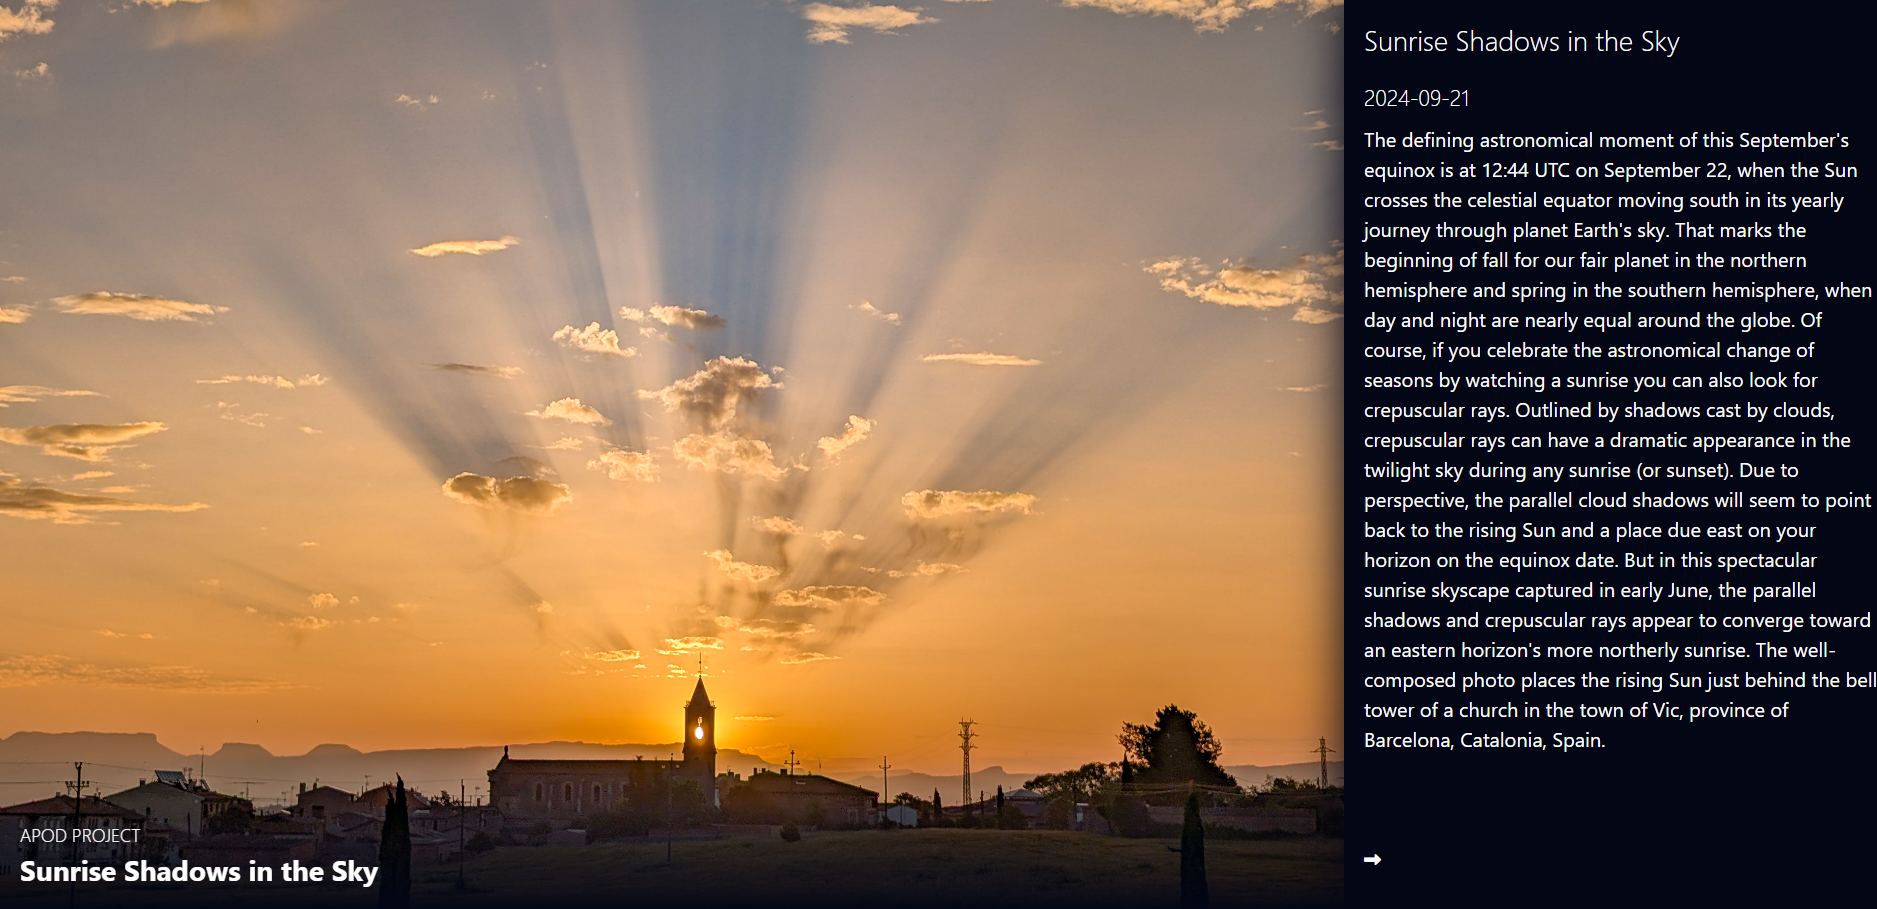 Sunrise Shadows in the Sky
2024-09-21
The defining astronomical moment of this September's
equinox is at 12:44 UTC on September 22, when the Sun
crosses the celestial equator moving south in its yearly
journey through planet Earth's sky. That marks the
beginning of fall for our fair planet in the northern
hemisphere and spring in the southern hemisphere, when
day and night are nearly equal around the globe. Of
course, if you celebrate the astronomical change of
seasons by watching a sunrise you can also look for
crepuscular rays. Outlined by shadows cast by clouds,
crepuscular rays can have a dramatic appearance in the
twilight sky during any sunrise (or sunset). Due to
perspective, the parallel cloud shadows will seem to point
back to the rising Sun and a place due east on your
horizon on the equinox date. But in this spectacular
sunrise skyscape captured in early June, the parallel
shadows and crepuscular rays appear to converge toward
an eastern horizon's more northerly sunrise. The well-
composed photo places the rising Sun just behind the bell
tower of a church in the town of Vic, province of
Barcelona, Catalonia, Spain.
APOD PROJECT
Sunrise Shadows in the Sky